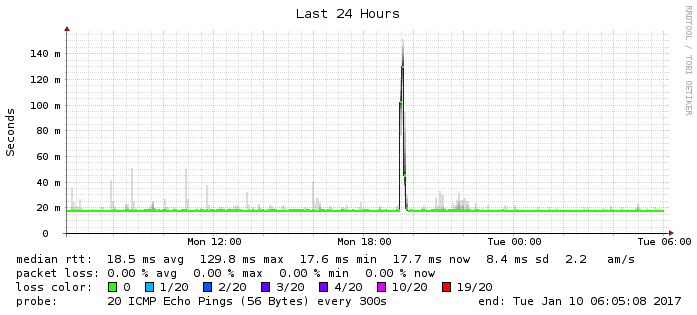 Last 24 Hours
RRDTOOL / TOBI OETIKER
Seconds
140 m
120 m
100 m
80 m
60 m
40 m
20 m
0
Mon 12:00 Mon 18:00 Tue 00:00 Tue 06:00
median rtt: 18.5 ms avg 129.8 ms max 17.6 ms min 17.7 ms now 8.4 ms sd 2.2 am/s
packet loss: 0.00 % avg 0.00 % max 0.00 % min 0.00 % now
loss color: 0 1/20 2/20 3/20 4/20 10/20 19/20
probe: 20 ICMP Echo Pings (56 Bytes) every 300s end: Tue Jan 10 06:05:08 2017